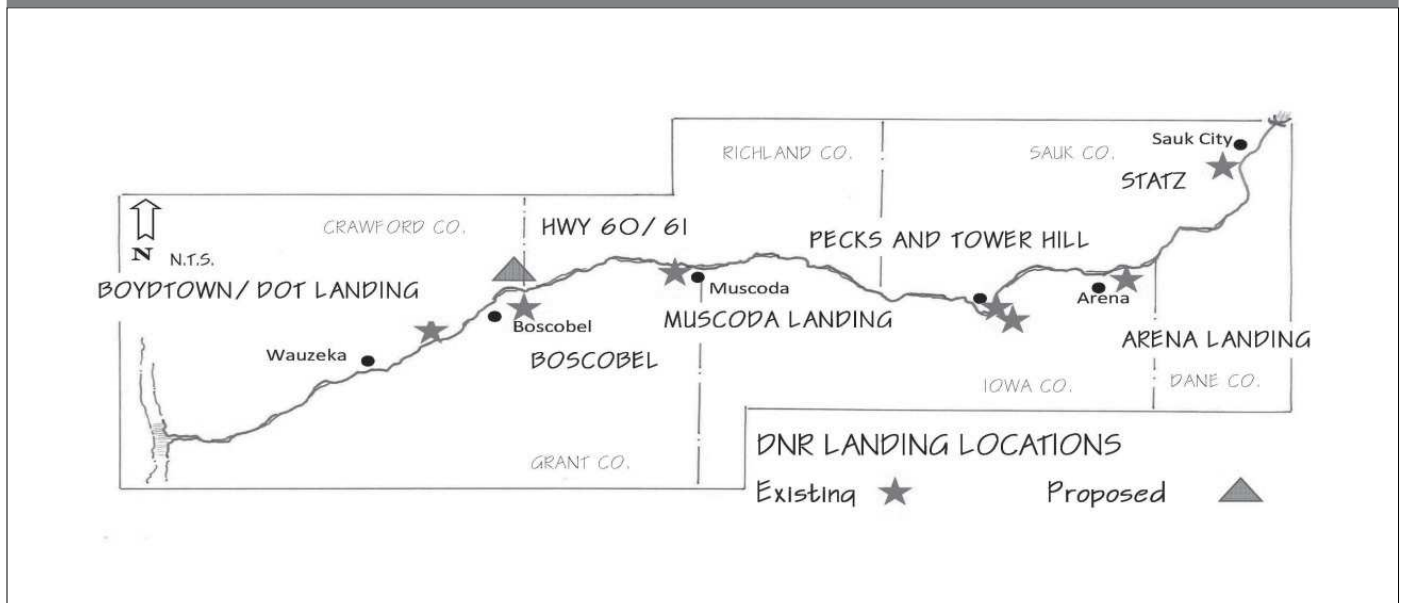 RICHLAND CO.
SAUK CO.
Sauk City
STATZ
CRAWFORD CO.
HWY 60/61
PECKS AND TOWER HILL
N
N.T.S.
BOYDTOWN/ DOT LANDING
Muscoda
Arena
MUSCODA LANDING
Boscobel
ARENA LANDING
Wauzeka
BOSCOBEL
IOWA CO.
DANE CO.
DNR LANDING LOCATIONS
GRANT CO.
Existing
Proposed